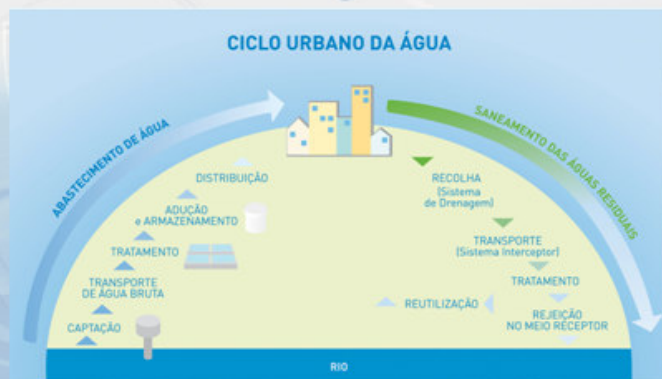 CICLO URBANO DA ÁGUA
ABASTECIMENTO DE ÁGUA
DISTRIBUIÇÃO
ADUÇÃO
e ARMAZENAMENTO
TRATAMENTO
TRANSPORTE
DE ÁGUA BRUTA
CAPTAÇÃO
SANEAMENTO DAS ÁGUAS RESIDUAIS
RECOLHA
(Sistema
de Drenagem)
TRANSPORTE
(Sistema Interceptor)
TRATAMENTO
REUTILIZAÇÃO
REJEIÇÃO
NO MEIO RECEPTOR
RIO